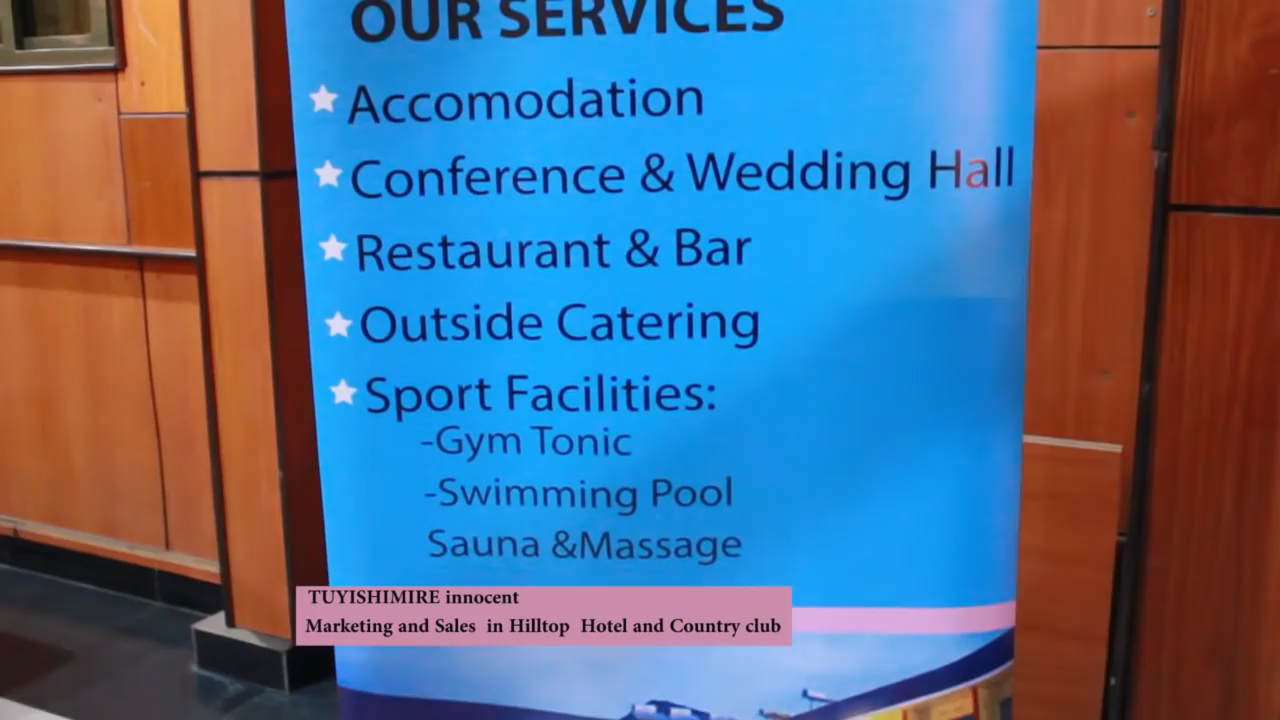 OUR SERVICES
Accomodation
Conference & Wedding Hall
Restaurant & Bar
Outside Catering
Sport Facilities:
-Gym Tonic
-Swimming Pool
Sauna &Massage
TUYISHIMIRE innocent
Marketing and Sales in Hilltop Hotel and Country club